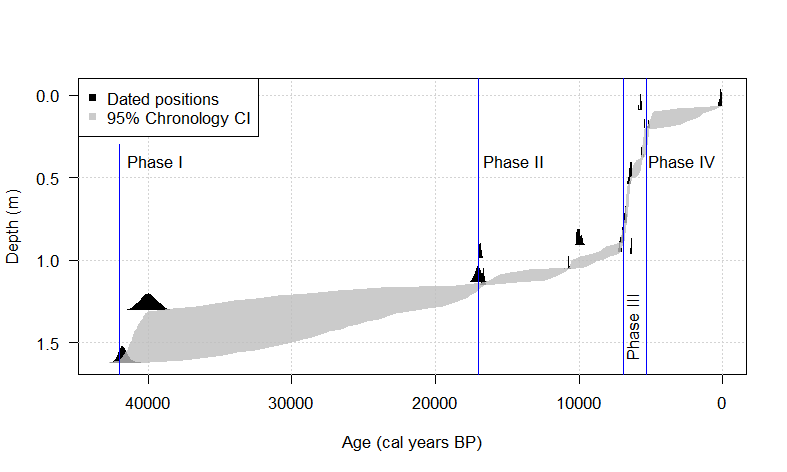 Dated positions
95% Chronology CI
Phase I
Phase II
Phase III
Phase IV
0.0
0.5
1.0
1.5
Depth (m)
40000
30000
20000
10000
0
Age (cal years BP)